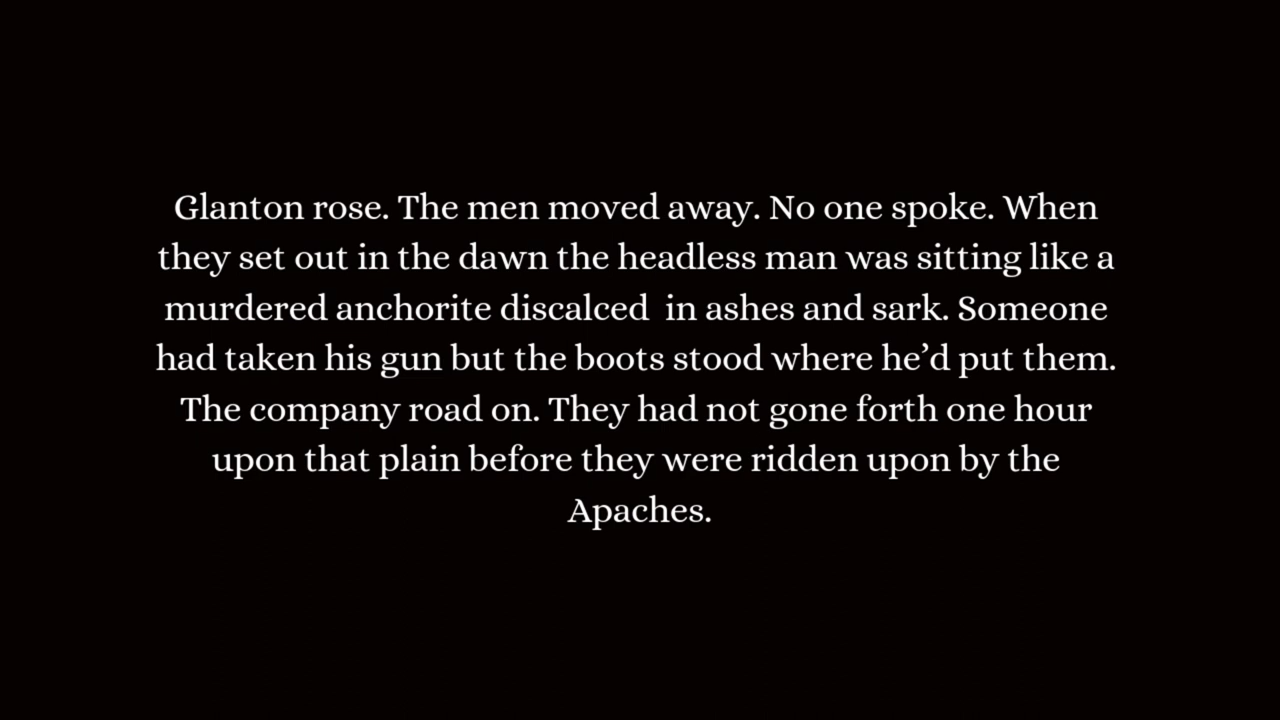 Glanton rose. The men moved away. No one spoke. When
they set out in the dawn the headless man was sitting like a
murdered anchorite discalced  in ashes and sark. Someone
had taken his gun but the boots stood where he’d put them.
The company road on. They had not gone forth one hour
upon that plain before they were ridden upon by the
Apaches.